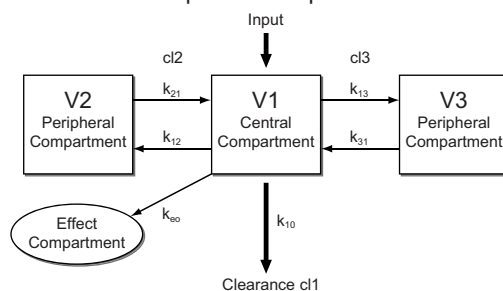 Input
cl2
cl3
V2
Peripheral
Compartment
k21
k12
V1
Central
Compartment
k13
k31
V3
Peripheral
Compartment
Effect
Compartment
keo
k10
Clearance cl1